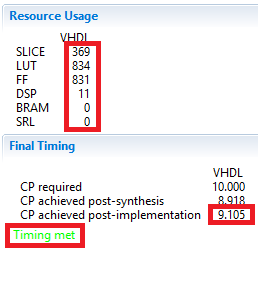 Resource Usage
VHDL
SLICE 369
LUT 834
FF 831
DSP 11
BRAM 0
SRL 0
Final Timing
VHDL
CP required 10.000
CP achieved post-synthesis 8.918
CP achieved post-implementation 9.105
Timing met